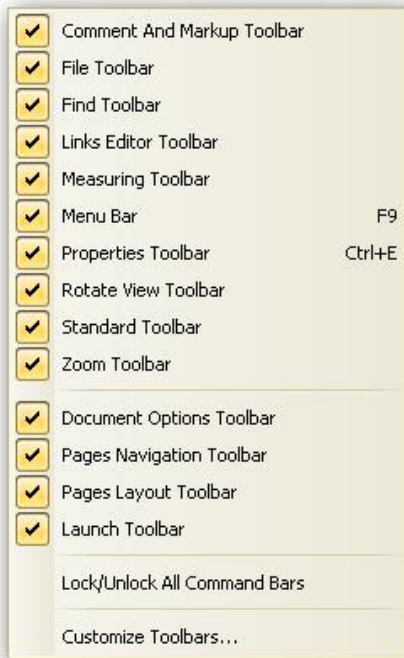 Comment And Markup Toolbar
File Toolbar
Find Toolbar
Links Editor Toolbar
Measuring Toolbar
Menu Bar F9
Properties Toolbar Ctrl+E
Rotate View Toolbar
Standard Toolbar
Zoom Toolbar
Document Options Toolbar
Pages Navigation Toolbar
Pages Layout Toolbar
Launch Toolbar
Lock/Unlock All Command Bars
Customize Toolbars...